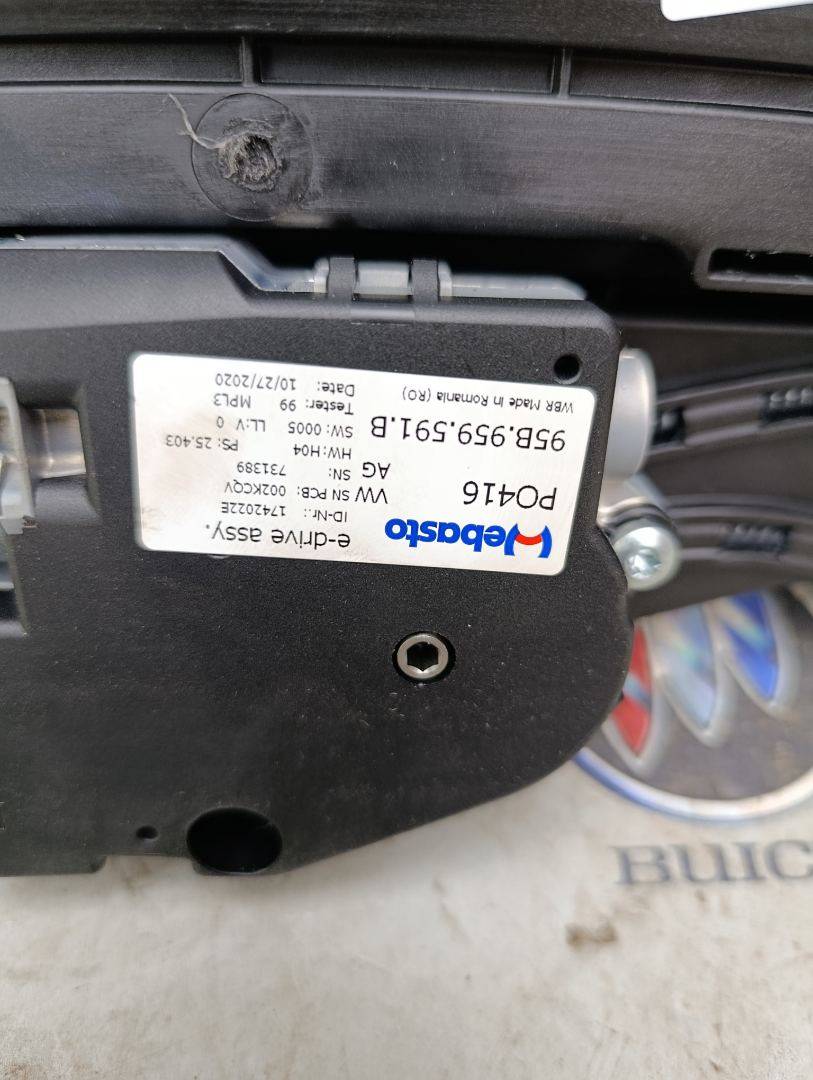 Webasto
e-drive assy.
PO416
ID-Nr.: 1742022E
VW SN PCB: 002KCQV
AG SN: 731389
HW: H04 PS: 25.403
95B.959.591.B
SW: 0005 LL: V 0
Tester: 99 MPL3
WBR Made in Romania (RO)
Date: 10/27/2020
BUIC